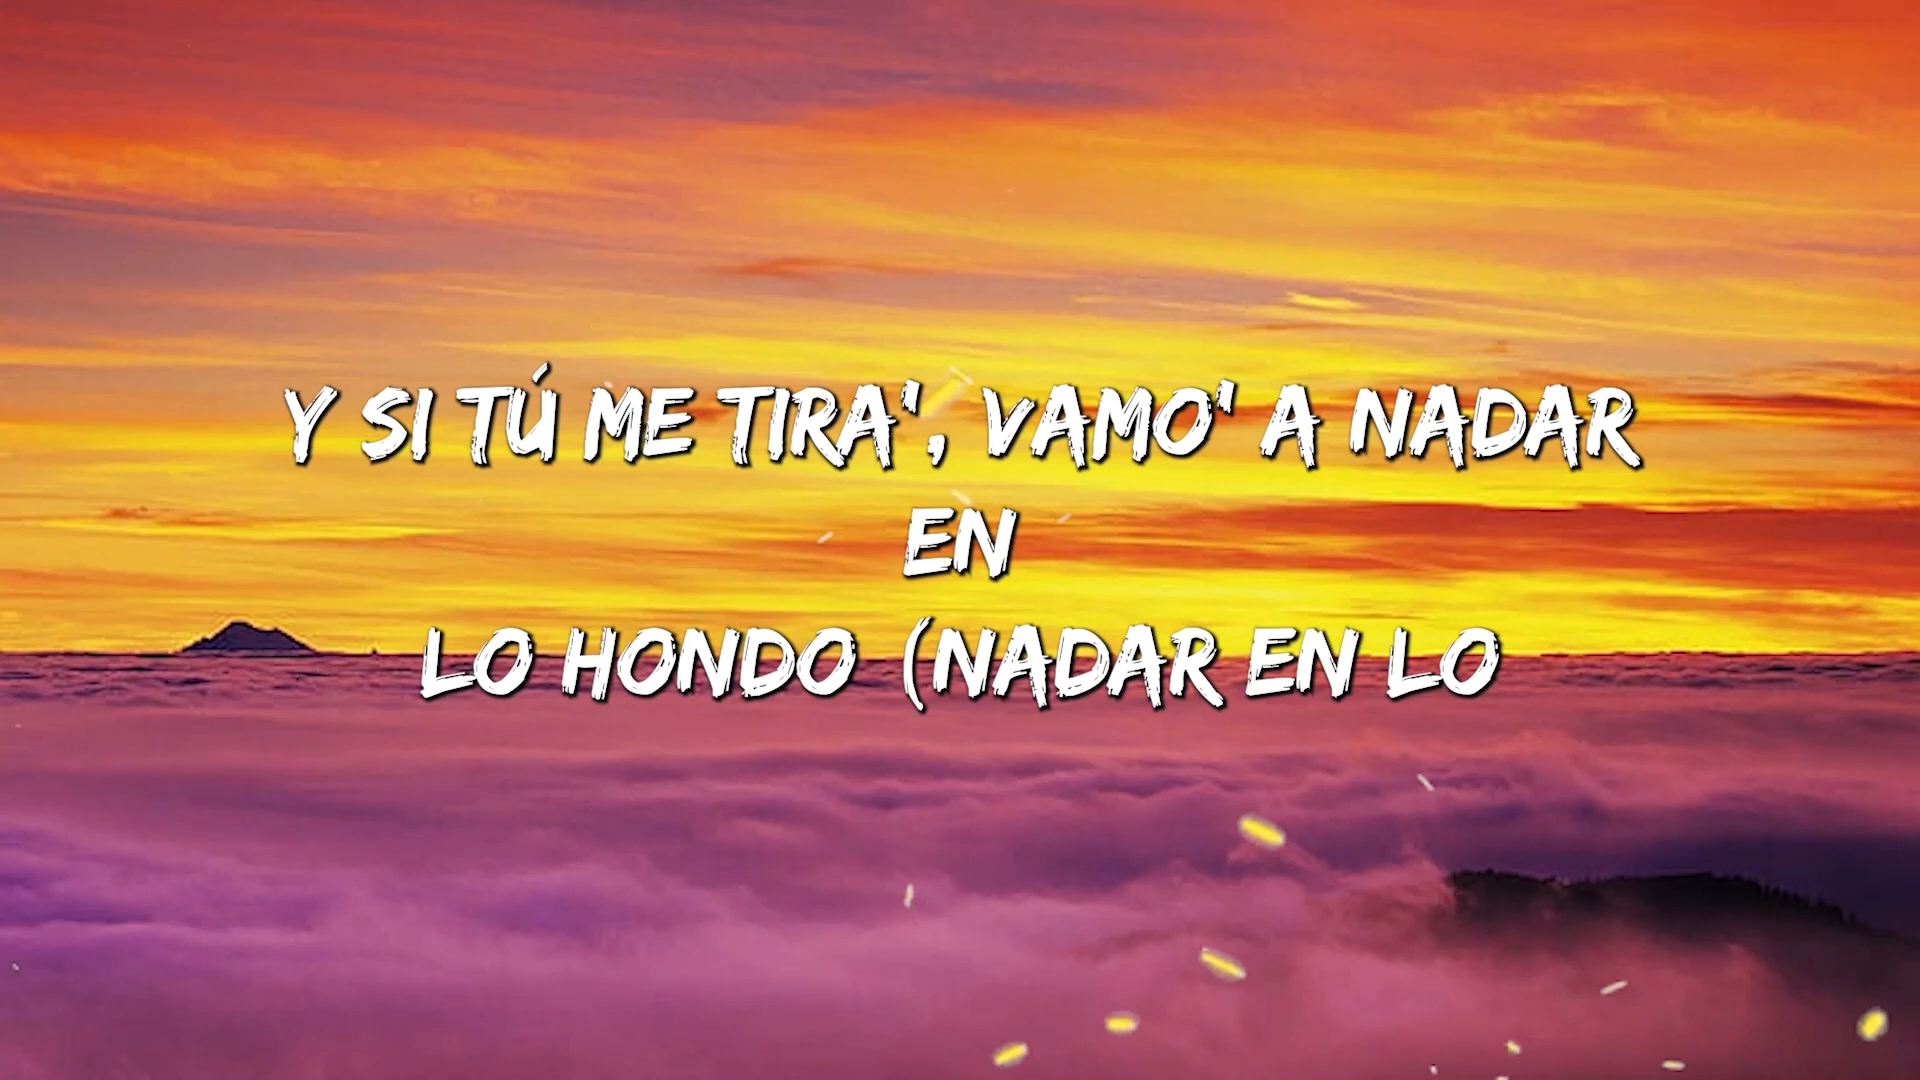 Y SI TÚ ME TIRA', VAMO' A NADAR
EN
LO HONDO (NADAR EN LO